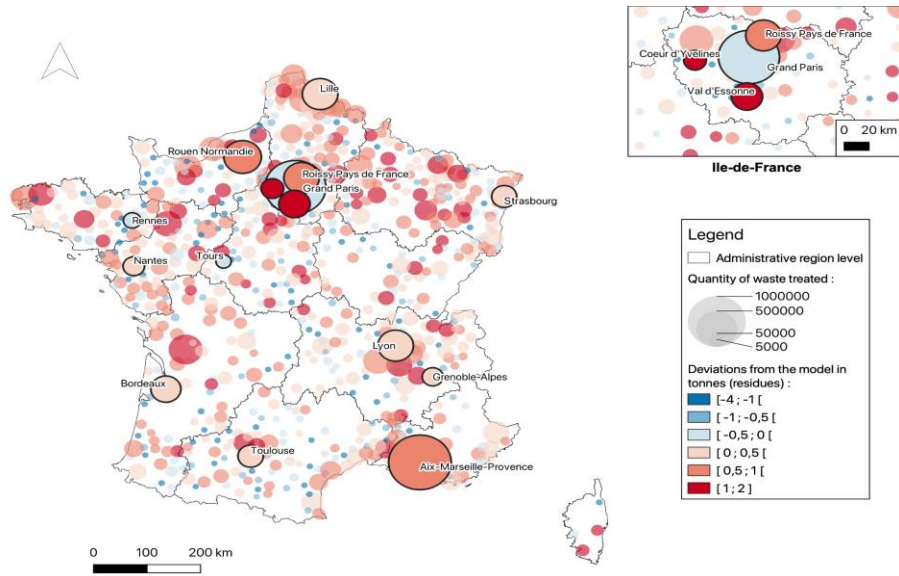 Lille
Rouen Normandie
Roissy Pays de France
Grand Paris
Strasbourg
Rennes
Nantes
Tours
Lyon
Grenoble-Alpes
Bordeaux
Toulouse
Aix-Marseille-Provence
0 100 200 km
Roissy Pays de France
Coeur d'Yvelines
Grand Paris
Val d'Essonne
0 20 km
Ile-de-France
Legend
Administrative region level
Quantity of waste treated :
1000000
500000
50000
5000
Deviations from the model in
tonnes (residues) :
[-4 ; -1 [
[-1 ; -0,5 [
[-0,5 ; 0 [
[0 ; 0,5 [
[0,5 ; 1 [
[1 ; 2 ]